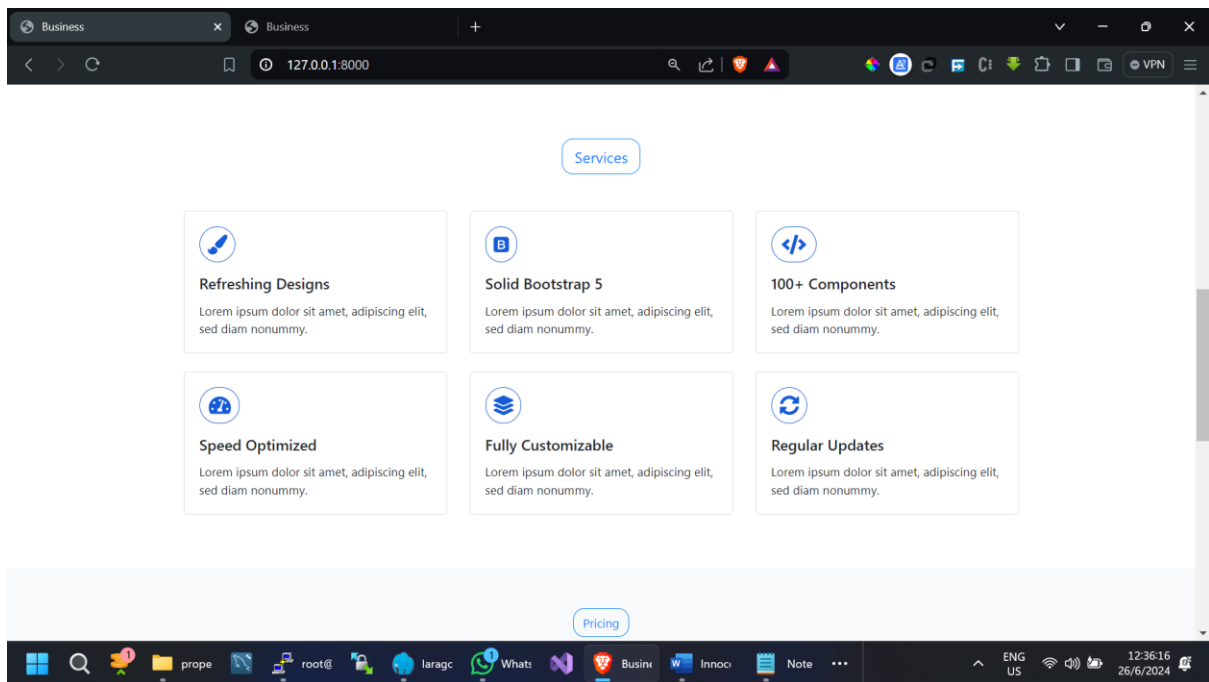 Business
Business
127.0.0.1:8000
VPN
Services
Refreshing Designs
Lorem ipsum dolor sit amet, adipiscing elit,
sed diam nonummy.
B
Solid Bootstrap 5
Lorem ipsum dolor sit amet, adipiscing elit,
sed diam nonummy.
</>
100+ Components
Lorem ipsum dolor sit amet, adipiscing elit,
sed diam nonummy.
Speed Optimized
Lorem ipsum dolor sit amet, adipiscing elit,
sed diam nonummy.
Fully Customizable
Lorem ipsum dolor sit amet, adipiscing elit,
sed diam nonummy.
Regular Updates
Lorem ipsum dolor sit amet, adipiscing elit,
sed diam nonummy.
Pricing
1
prope
root@
larago
1
Whats
Busine
Innoc
Note
ENG
US
12:36:16
26/6/2024